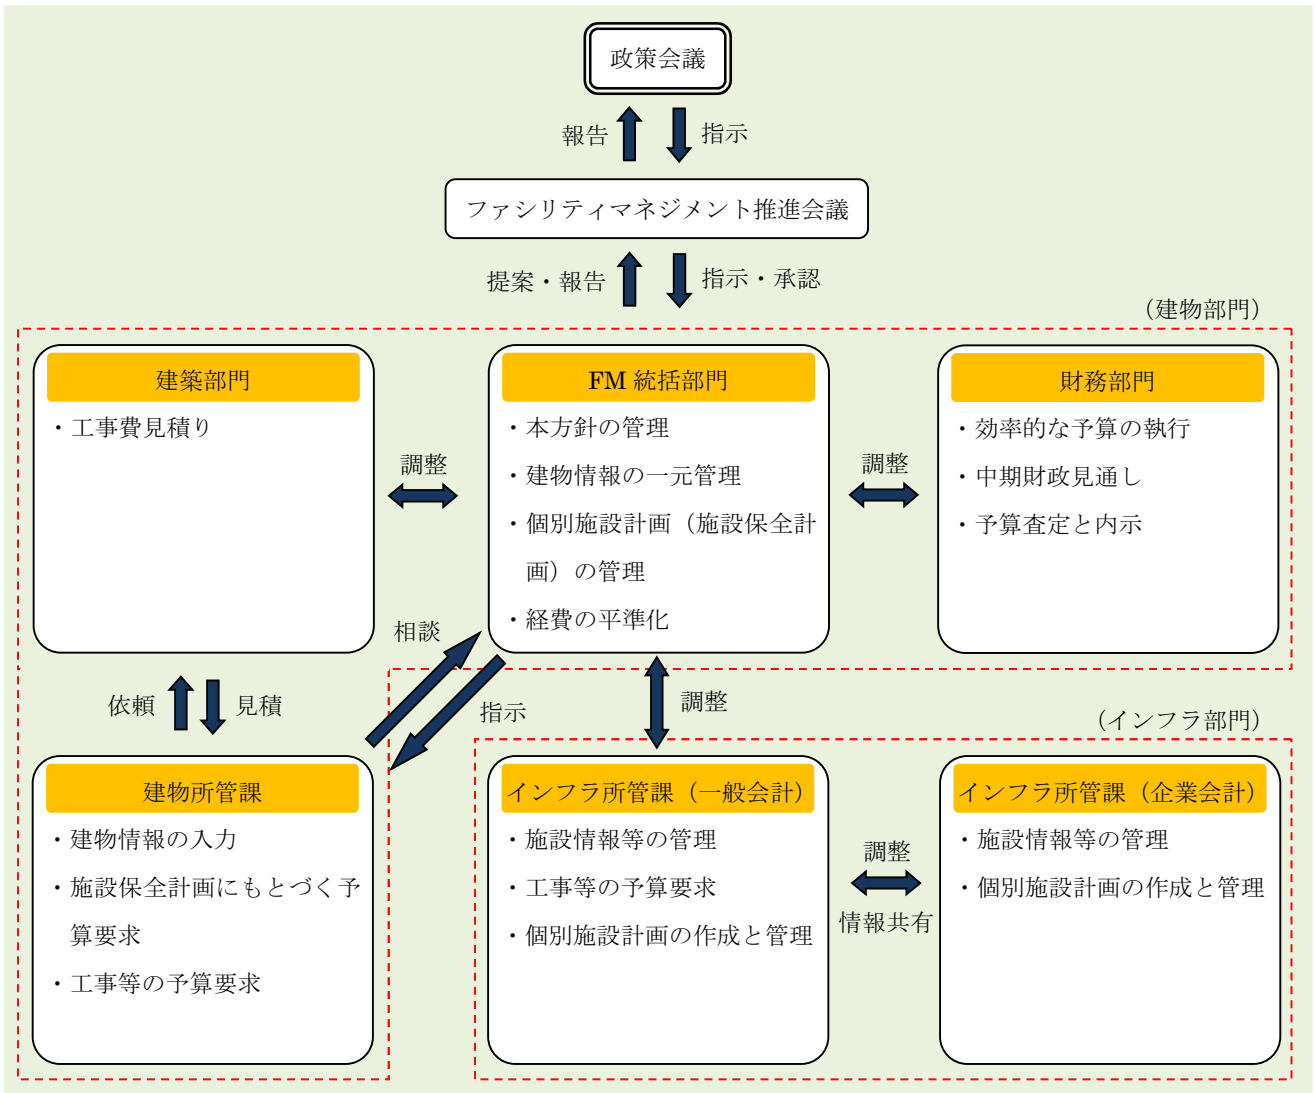 政策会議
報告
指示
ファシリティマネジメント推進会議
提案・報告
指示・承認
（建物部門）
建築部門
・工事費見積り
調整
FM 統括部門
・本方針の管理
・建物情報の一元管理
・個別施設計画（施設保全計
画）の管理
・経費の平準化
調整
財務部門
・効率的な予算の執行
・中期財政見通し
・予算査定と内示
相談
指示
依頼
見積
調整
（インフラ部門）
建物所管課
・建物情報の入力
・施設保全計画にもとづく予
算要求
・工事等の予算要求
インフラ所管課（一般会計）
・施設情報等の管理
・工事等の予算要求
・個別施設計画の作成と管理
調整
情報共有
インフラ所管課（企業会計）
・施設情報等の管理
・個別施設計画の作成と管理